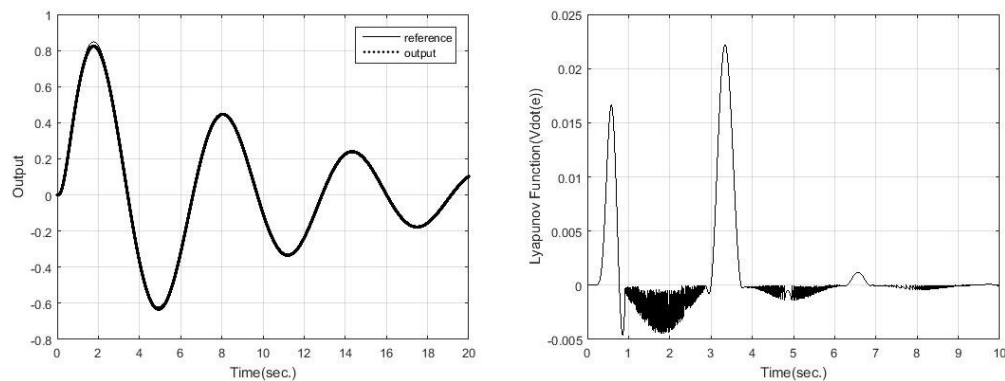 1
0.8
0.6
0.4
0.2
0
-0.2
-0.4
-0.6
-0.8
Output
reference
output
0 2 4 6 8 10 12 14 16 18 20
Time(sec.)
0.025
0.02
0.015
0.01
0.005
0
-0.005
Lyapunov Function(Vdot(e))
0 1 2 3 4 5 6 7 8 9 10
Time(sec.)